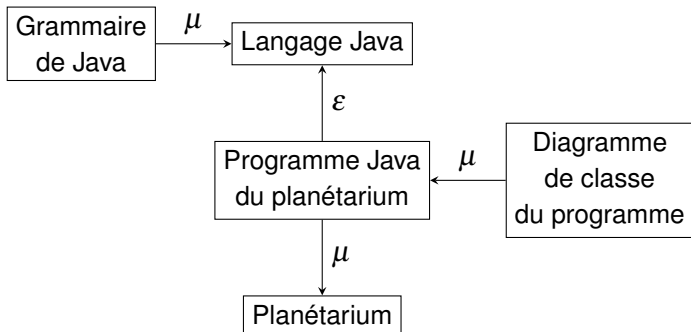 Grammaire
de Java
μ
Langage Java
ε
Programme Java
du planétarium
μ
Diagramme
de classe
du programme
μ
Planétarium